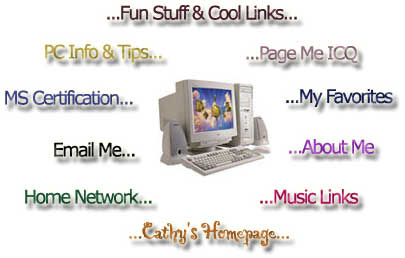 ...Fun Stuff & Cool Links...
PC Info & Tips...
...Page Me ICQ
MS Certification...
...My Favorites
Email Me...
...About Me
Home Network...
...Music Links
...Cathy's Homepage...